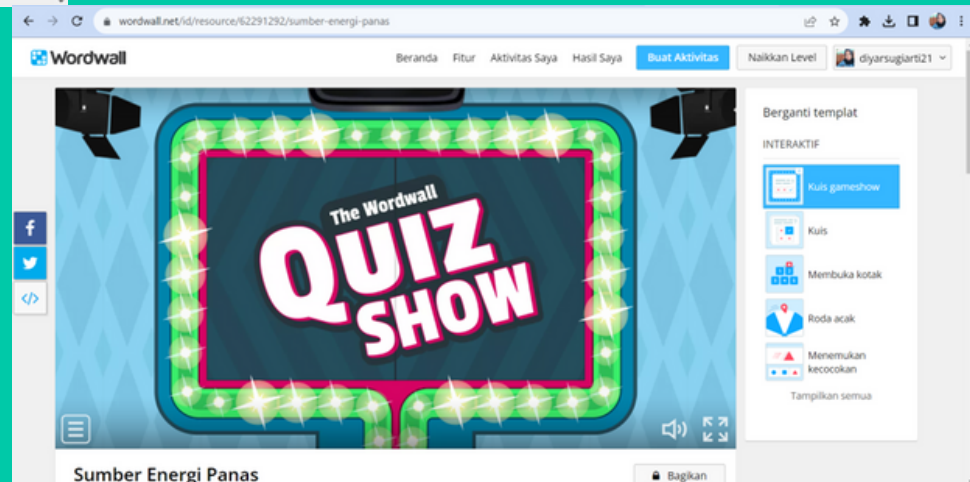 wordwall.net/id/resource/62291292/sumber-energi-panas
Wordwall
Beranda Fitur Aktivitas Saya Hasil Saya Buat Aktivitas Naikkan Level diyarsugiarti21
The Wordwall
QUIZ
SHOW
Berganti templat
INTERAKTIF
Kuis gameshow
Kuis
Membuka kotak
Roda acak
Menemukan
kecocokan
Tampilkan semua
f
</>
Sumber Energi Panas
Bagikan